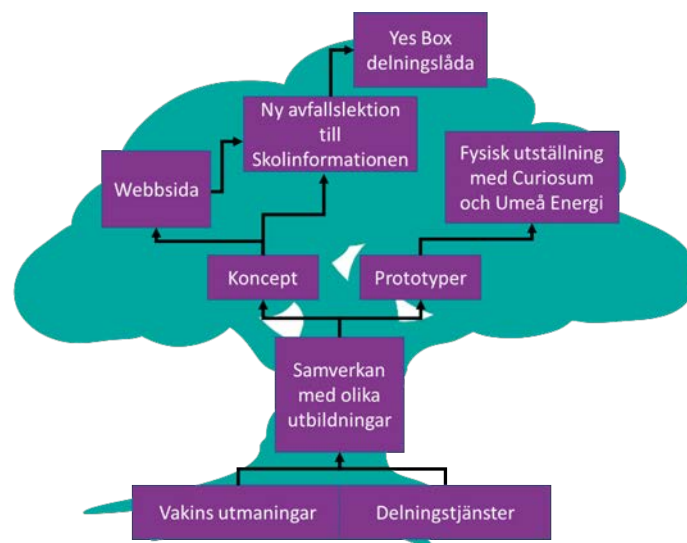 Yes Box
delningslåda
Ny avfallslektion
till
Skolinformationen
Webbsida
Fysisk utställning
med Curiosum
och Umeå Energi
Koncept
Prototyper
Samverkan
med olika
utbildningar
Vakins utmaningar
Delningstjänster